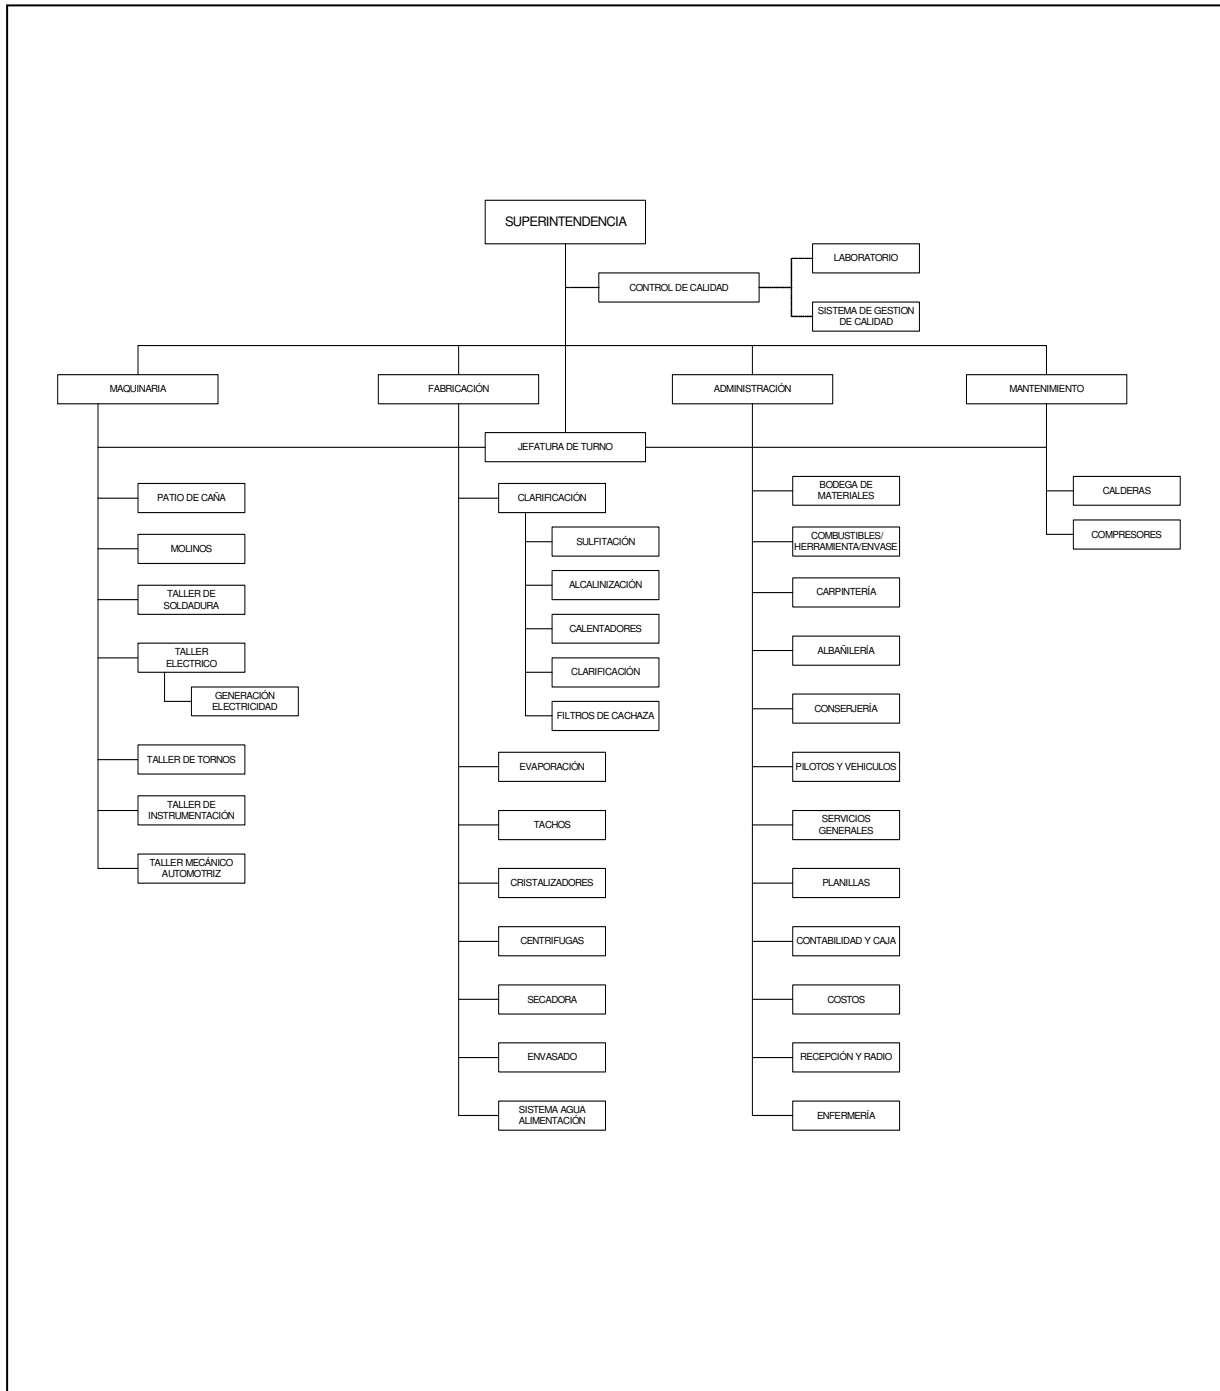 SUPERINTENDENCIA
LABORATORIO
CONTROL DE CALIDAD
SISTEMA DE GESTION
DE CALIDAD
MAQUINARIA
FABRICACIÓN
ADMINISTRACIÓN
MANTENIMIENTO
JEFATURA DE TURNO
PATIO DE CAÑA
MOLINOS
TALLER DE
SOLDADURA
TALLER
ELECTRICO
GENERACIÓN
ELECTRICIDAD
TALLER DE TORNOS
TALLER DE
INSTRUMENTACIÓN
TALLER MECÁNICO
AUTOMOTRIZ
CLARIFICACIÓN
SULFITACIÓN
ALCALINIZACIÓN
CALENTADORES
CLARIFICACIÓN
FILTROS DE CACHAZA
EVAPORACIÓN
TACHOS
CRISTALIZADORES
CENTRIFUGAS
SECADORA
ENVASADO
SISTEMA AGUA
ALIMENTACIÓN
BODEGA DE
MATERIALES
COMBUSTIBLES/
HERRAMIENTA/ENVASE
CARPINTERÍA
ALBAÑILERÍA
CONSERJERÍA
PILOTOS Y VEHICULOS
SERVICIOS
GENERALES
PLANILLAS
CONTABILIDAD Y CAJA
COSTOS
RECEPCIÓN Y RADIO
ENFERMERÍA
CALDERAS
COMPRESORES